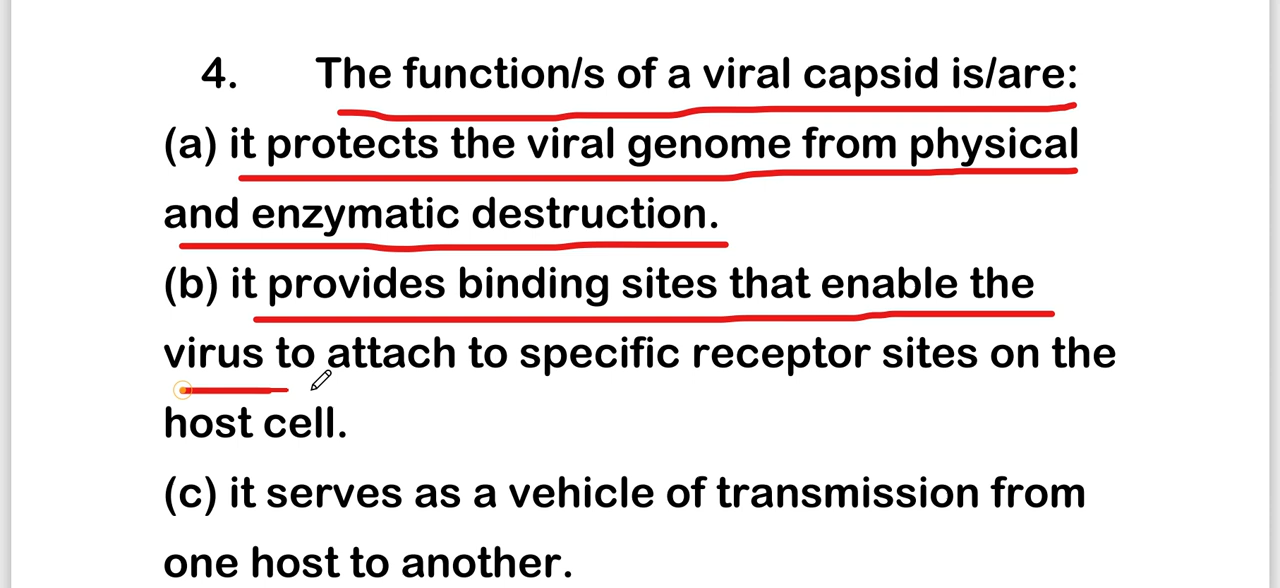 4. The function/s of a viral capsid is/are:
(a) it protects the viral genome from physical
and enzymatic destruction.
(b) it provides binding sites that enable the
virus to attach to specific receptor sites on the
host cell.
(c) it serves as a vehicle of transmission from
one host to another.